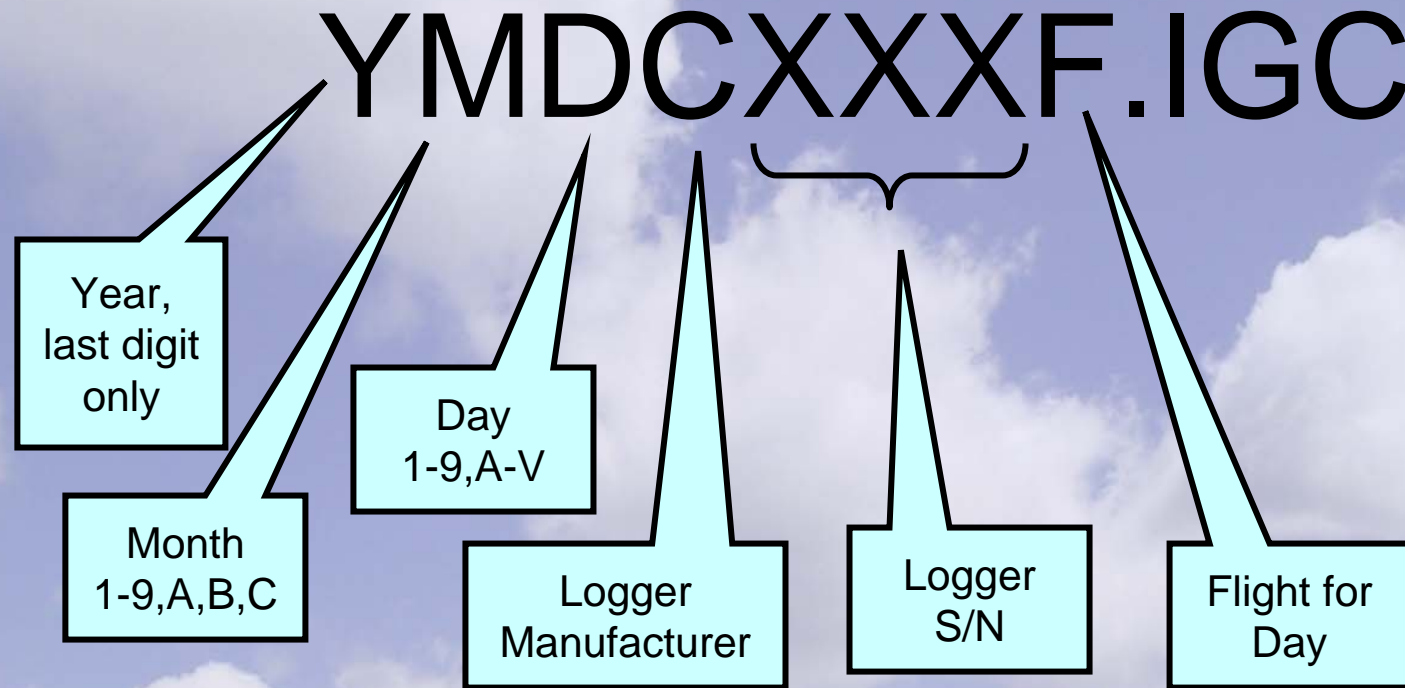 YMDCXXXF.IGC
Year,
last digit
only
Month
1-9,A,B,C
Day
1-9,A-V
Logger
Manufacturer
Logger
S/N
Flight for
Day